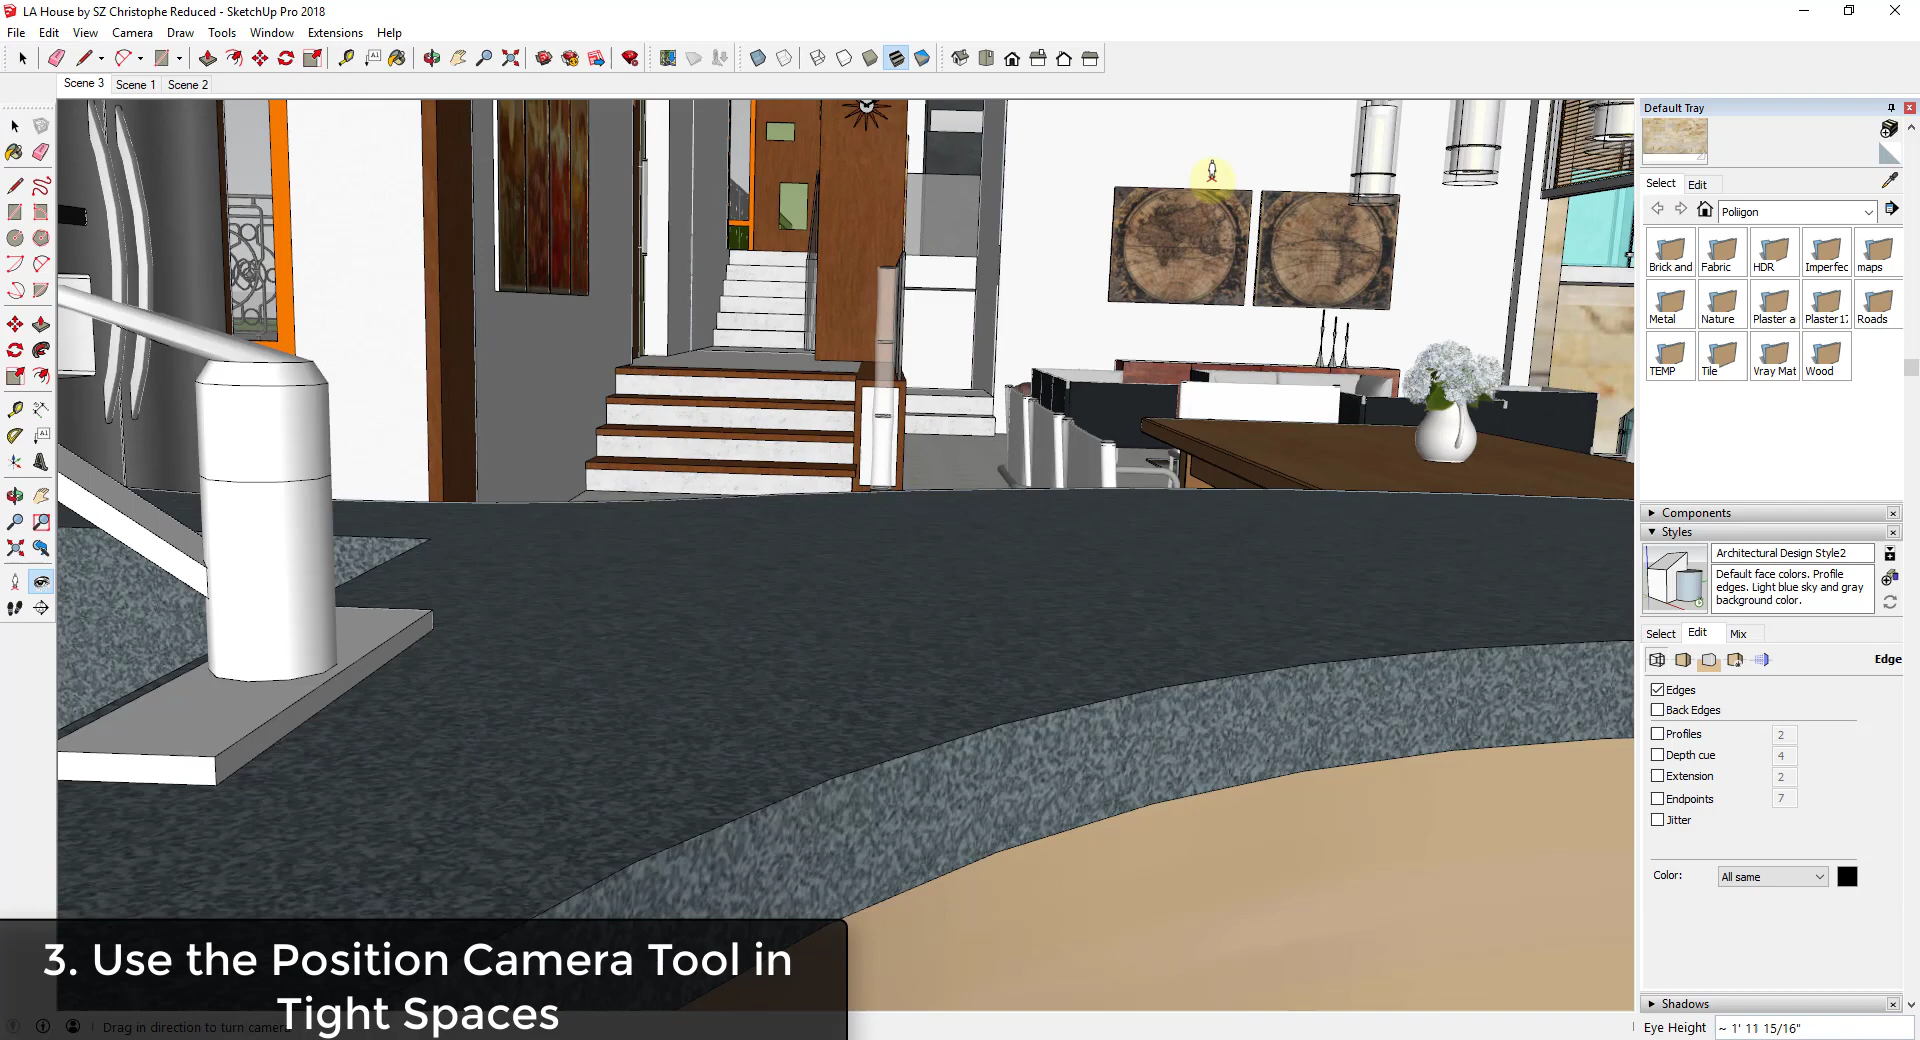 LA House by SZ Christophe Reduced - SketchUp Pro 2018
File Edit View Camera Draw Tools Window Extensions Help
Scene 3 Scene 1 Scene 2
Default Tray
Select Edit
Poliigon
Brick and Fabric HDR Imperfec maps
Metal Nature Plaster a Plaster17 Roads
TEMP Tile Vray Mat Wood
Components
Styles
Architectural Design Style2
Default face colors. Profile
edges. Light blue sky and gray
background color.
Select Edit Mix
Edge
Edges
Back Edges
Profiles 2
Depth cue 4
Extension 2
Endpoints 7
Jitter
Color: All same
Shadows
3. Use the Position Camera Tool in
Tight Spaces
Drag in direction to turn camera
Eye Height ~ 1' 11 15/16"